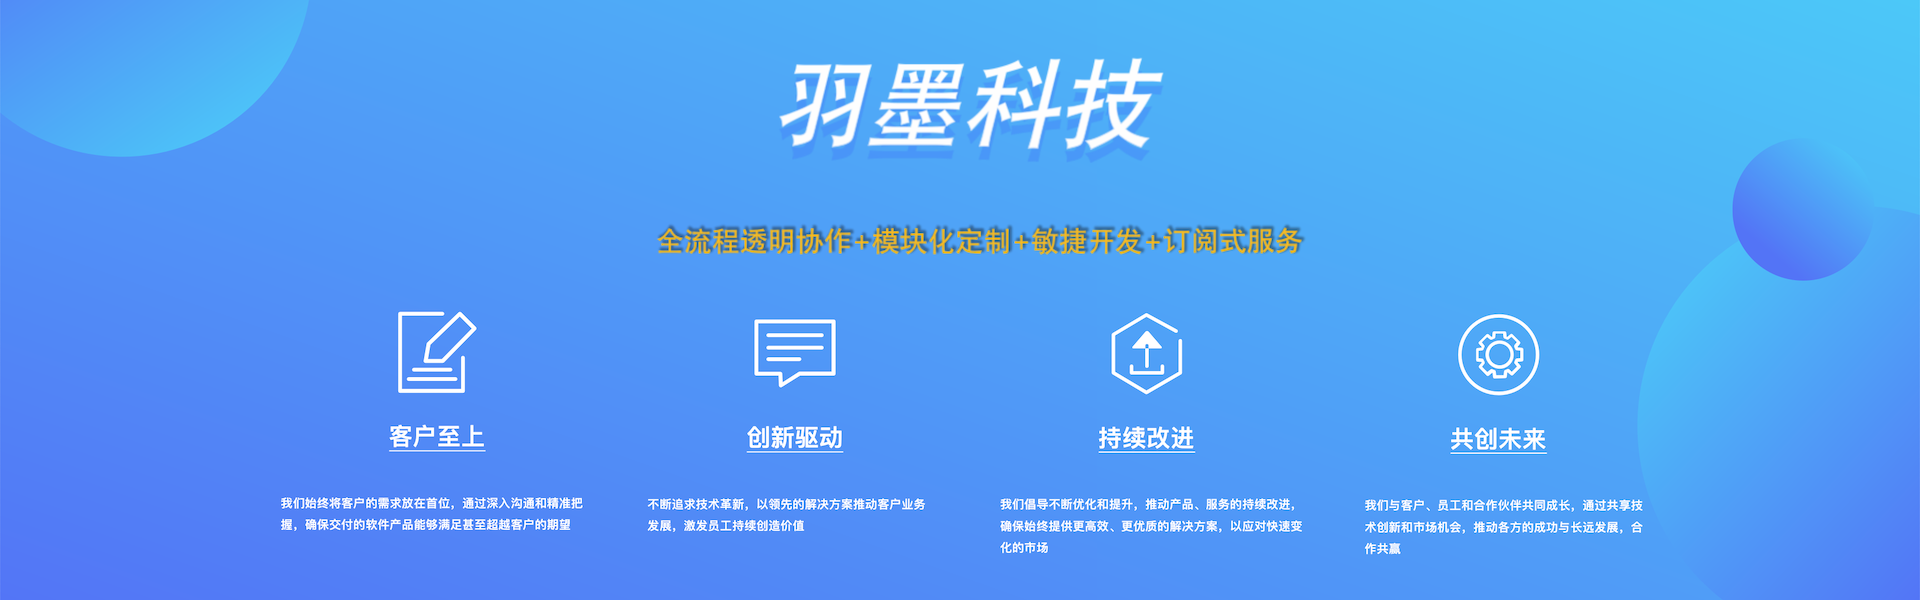 羽墨科技
全流程透明协作+模块化定制+敏捷开发+订阅式服务
客户至上
我们始终将客户的需求放在首位，通过深入沟通和精准把
握，确保交付的软件产品能够满足甚至超越客户的期望
创新驱动
不断追求技术革新，以领先的解决方案推动客户业务
发展，激发员工持续创造价值
持续改进
我们倡导不断优化和提升，推动产品、服务的持续改进，
确保始终提供更高效、更优质的解决方案，以应对快速变
化的市场
共创未来
我们与客户、员工和合作伙伴共同成长，通过共享技
术创新和市场机会，推动各方的成功与长远发展，合
作共赢